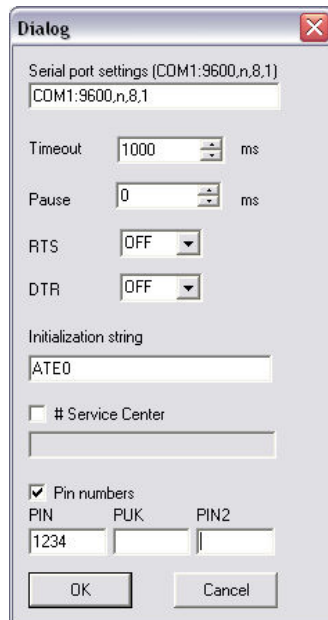 Dialog
Serial port settings (COM1:9600,n,8,1)
COM1:9600,n,8,1
Timeout 1000 ms
Pause 0 ms
RTS OFF
DTR OFF
Initialization string
ATE0
# Service Center
Pin numbers
PIN PUK PIN2
1234
OK Cancel